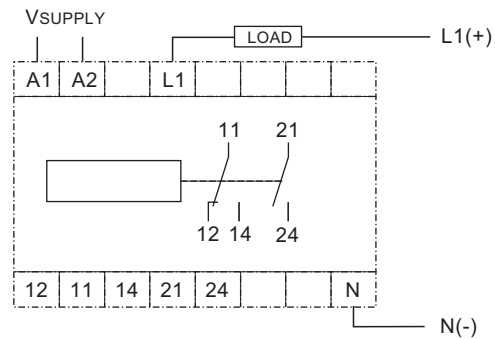 VSUPPLY
LOAD L1(+)
A1 A2 L1
11 21
12 14 24
12 11 14 21 24 N
N(-)